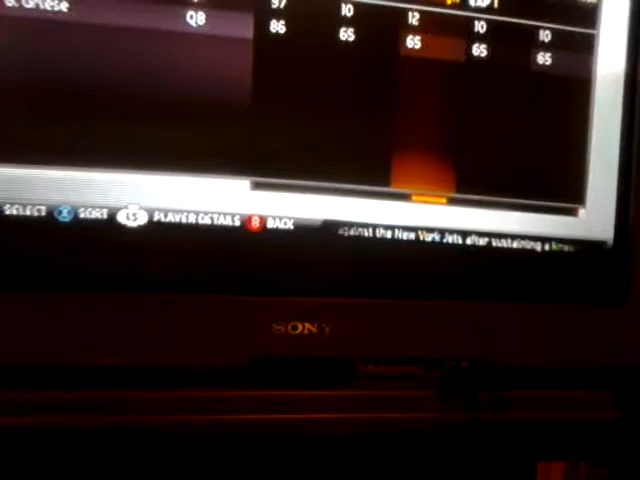 97 10 12 10 10
QB 86 65 65 65 65
SELECT X SORT LS PLAYER DETAILS B BACK
against the New York Jets after sustaining a
SONY